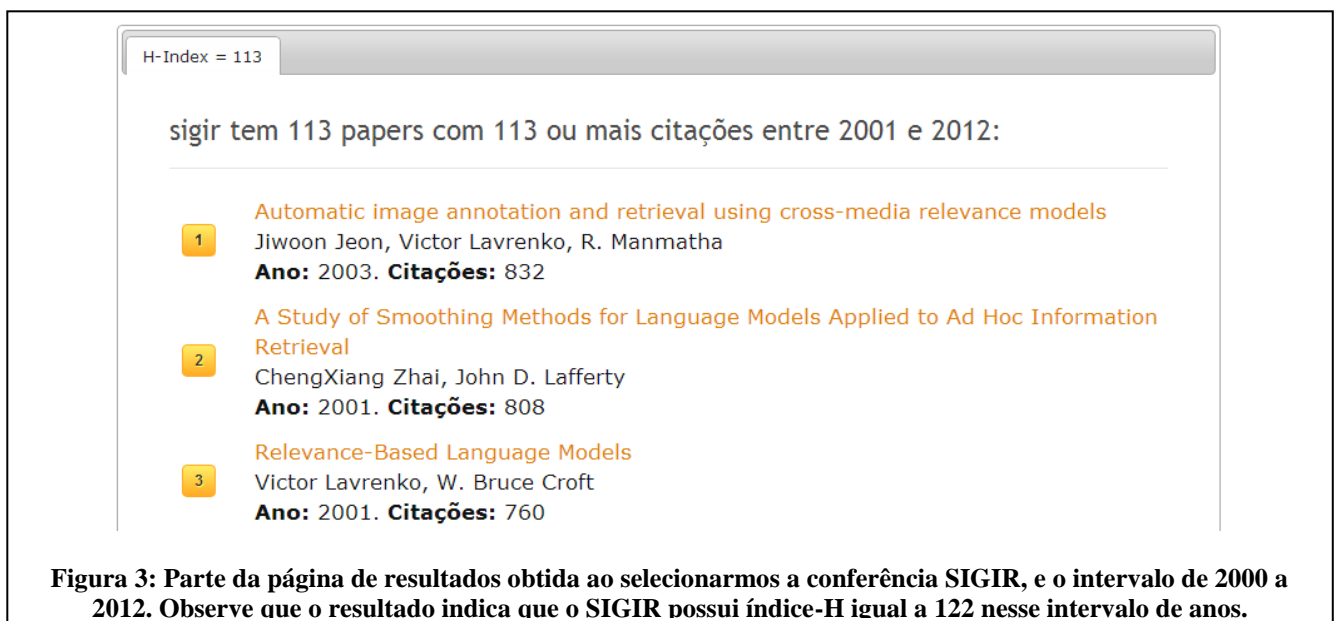 H-Index = 113
sigir tem 113 papers com 113 ou mais citações entre 2001 e 2012:
Automatic image annotation and retrieval using cross-media relevance models
1
Jiwoon Jeon, Victor Lavrenko, R. Manmatha
Ano: 2003. Citações: 832
A Study of Smoothing Methods for Language Models Applied to Ad Hoc Information
2
Retrieval
ChengXiang Zhai, John D. Lafferty
Ano: 2001. Citações: 808
Relevance-Based Language Models
3
Victor Lavrenko, W. Bruce Croft
Ano: 2001. Citações: 760
Figura 3: Parte da página de resultados obtida ao selecionarmos a conferência SIGIR, e o intervalo de 2000 a
2012. Observe que o resultado indica que o SIGIR possui índice-H igual a 122 nesse intervalo de anos.